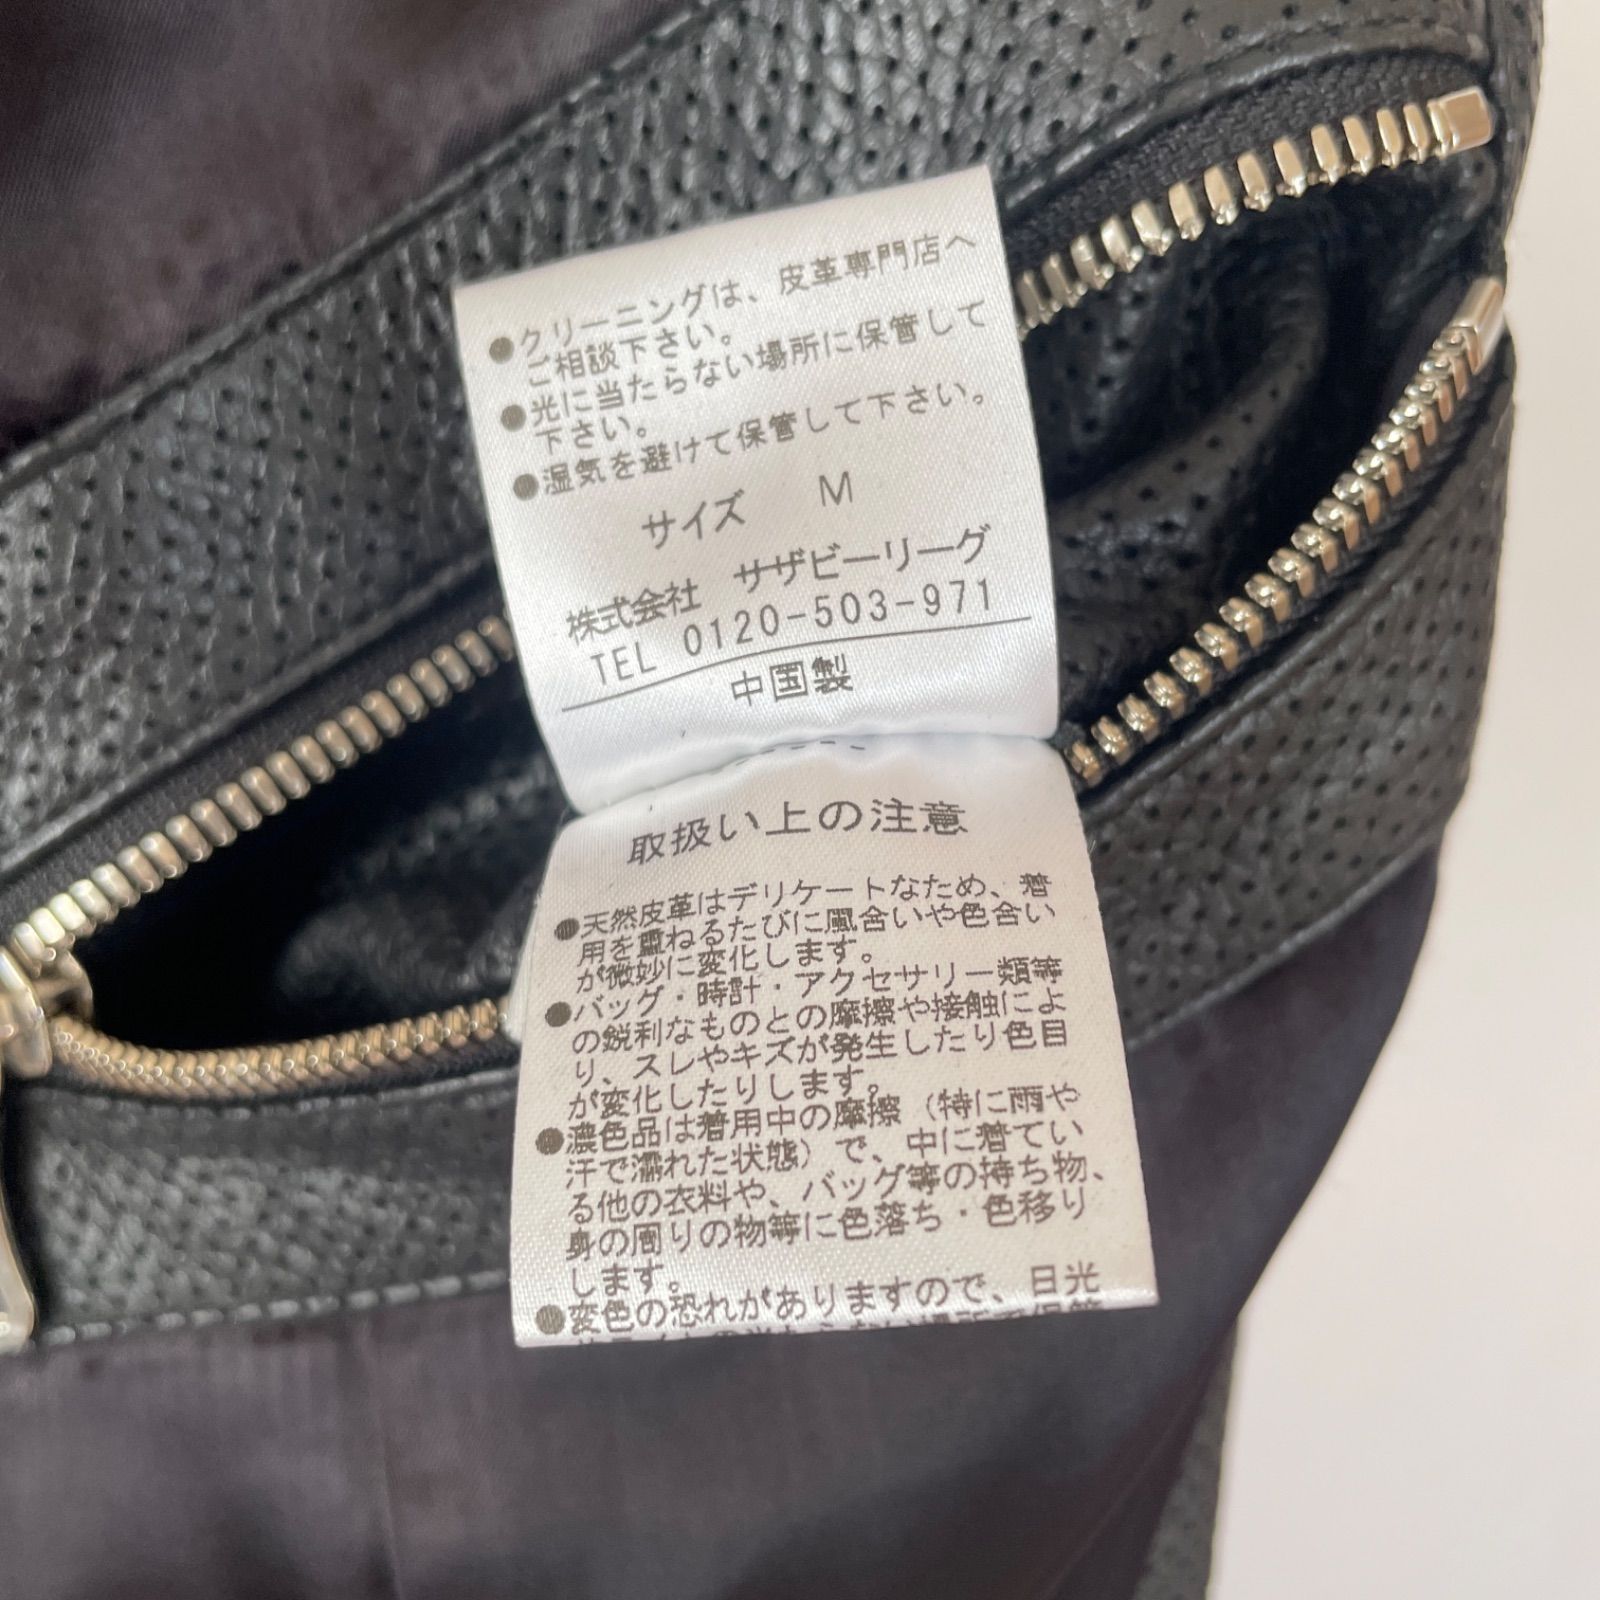 ●クリーニングは、皮革専門店へ
ご相談下さい。
●光に当たらない場所に保管して
下さい。
●湿気を避けて保管して下さい。
サイズ M
株式会社 サザビーリーグ
TEL 0120-503-971
中国製
取扱い上の注意
●天然皮革はデリケートなため、着
用を重ねるたびに風合いや色合い
が微妙に変化します。
●バッグ・時計・アクセサリー類等
の鋭利なものとの摩擦や接触によ
り、スレやキズが発生したり色目
が変化したりします。
●濃色品は着用中の摩擦(特に雨や
汗で濡れた状態)で、中に着てい
る他の衣料や、バッグ等の持ち物、
身の周りの物等に色落ち・色移り
します。
●変色の恐れがありますので、日光